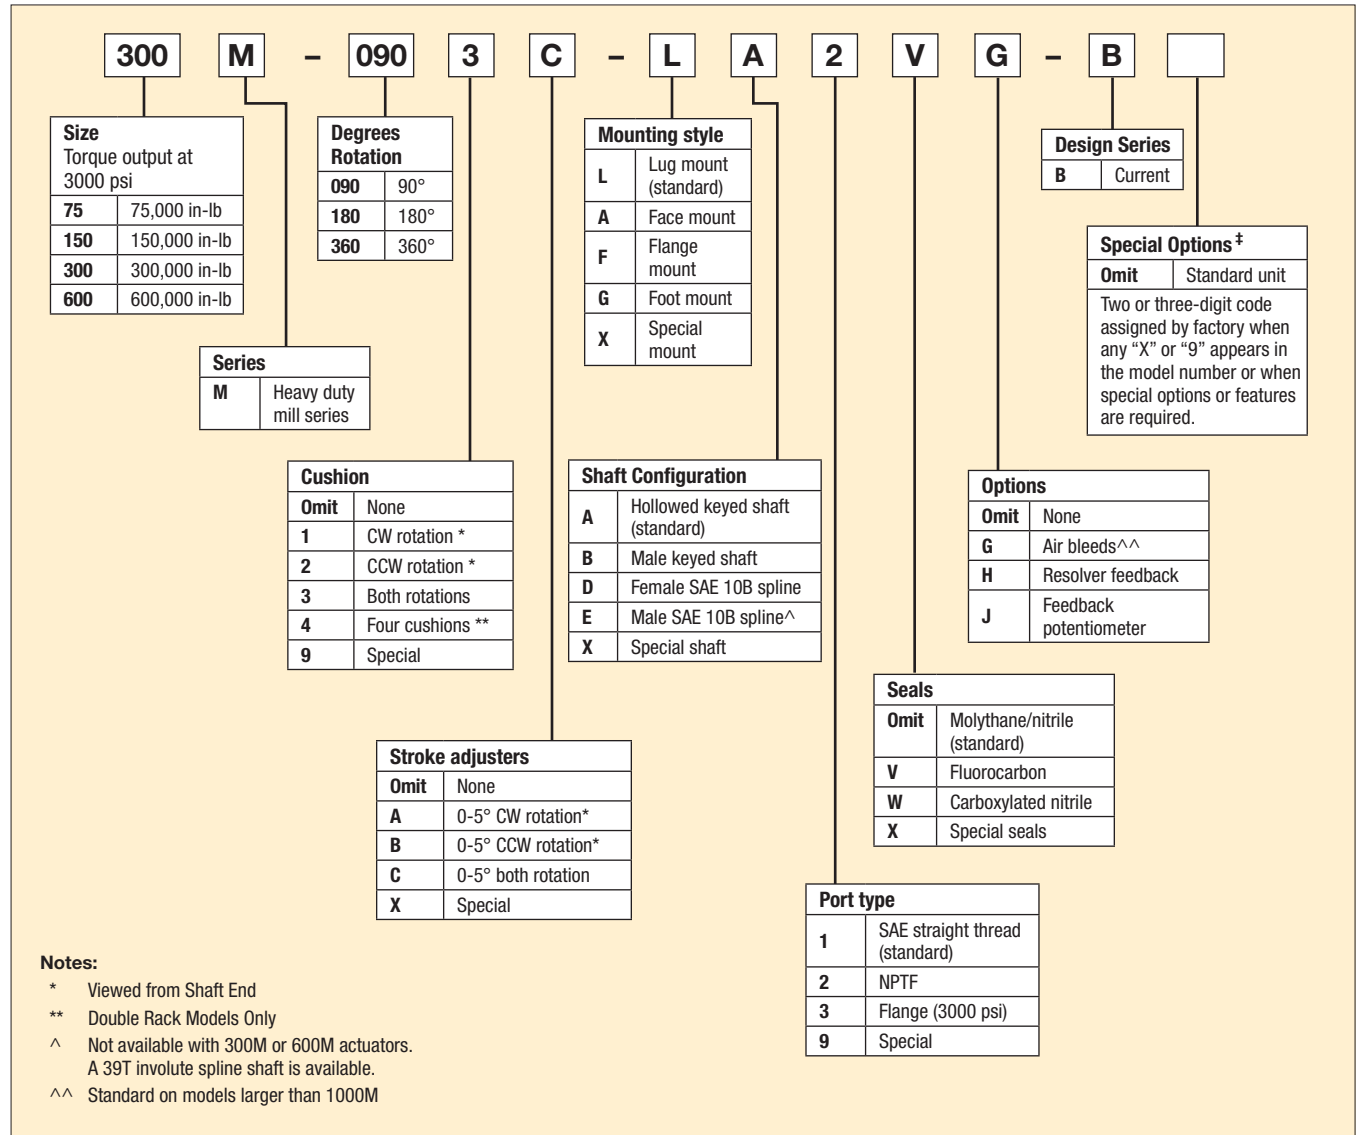 300 M – 090 3 C – L A 2 V G – B
Size
Torque output at
3000 psi
75 75,000 in-lb
150 150,000 in-lb
300 300,000 in-lb
600 600,000 in-lb
Degrees
Rotation
090 90°
180 180°
360 360°
Mounting style
L Lug mount
(standard)
A Face mount
F Flange
mount
G Foot mount
X Special
mount
Design Series
B Current
Special Options ‡
Omit Standard unit
Two or three-digit code
assigned by factory when
any “X” or “9” appears in
the model number or when
special options or features
are required.
Series
M Heavy duty
mill series
Cushion
Omit None
1 CW rotation *
2 CCW rotation *
3 Both rotations
4 Four cushions **
9 Special
Shaft Configuration
A Hollowed keyed shaft
(standard)
B Male keyed shaft
D Female SAE 10B spline
E Male SAE 10B spline^
X Special shaft
Options
Omit None
G Air bleeds^^
H Resolver feedback
J Feedback
potentiometer
Seals
Omit Molythane/nitrile
(standard)
V Fluorocarbon
W Carboxylated nitrile
X Special seals
Stroke adjusters
Omit None
A 0-5° CW rotation*
B 0-5° CCW rotation*
C 0-5° both rotation
X Special
Port type
1 SAE straight thread
(standard)
2 NPTF
3 Flange (3000 psi)
9 Special
Notes:
* Viewed from Shaft End
** Double Rack Models Only
^ Not available with 300M or 600M actuators.
A 39T involute spline shaft is available.
^^ Standard on models larger than 1000M